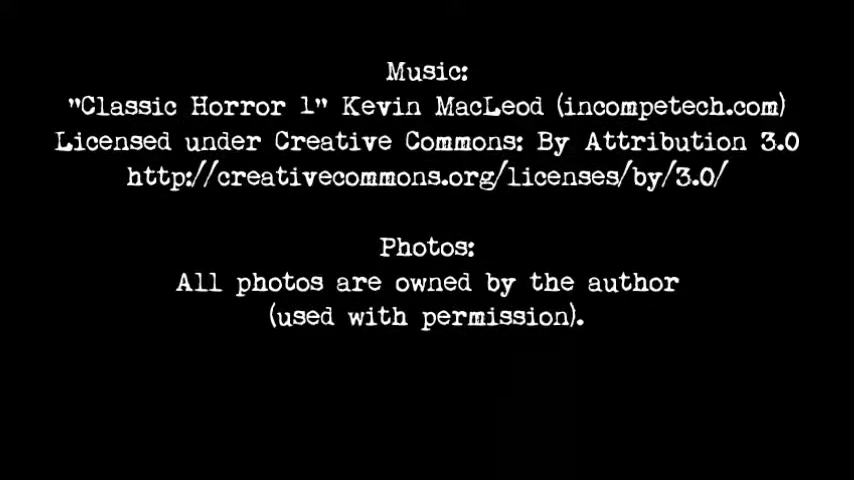 Music:
"Classic Horror 1" Kevin MacLeod (incompetech.com)
Licensed under Creative Commons: By Attribution 3.0
http://creativecommons.org/licenses/by/3.0/
Photos:
All photos are owned by the author
(used with permission).